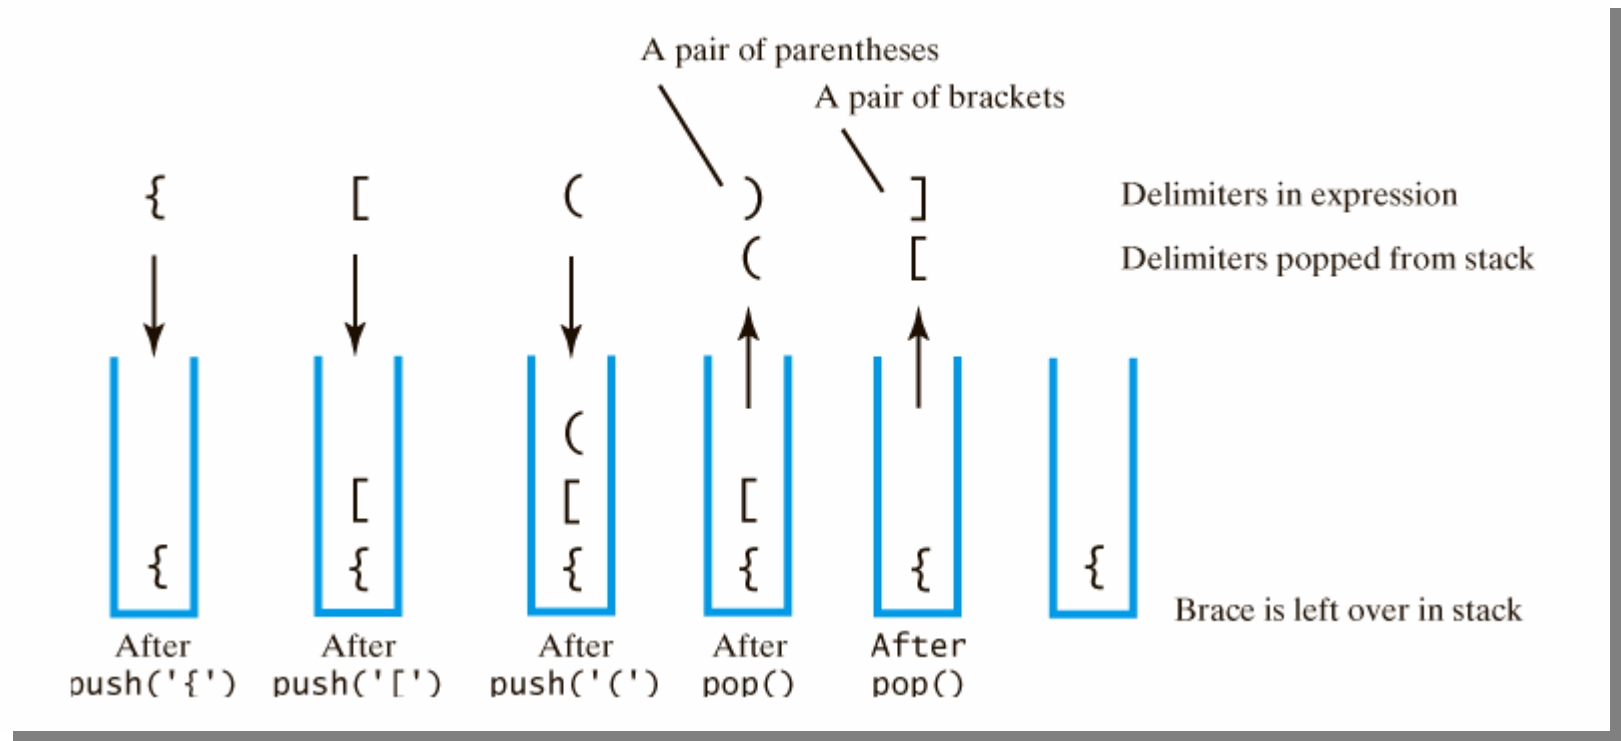 A pair of parentheses
A pair of brackets
{ [ ( ) ] Delimiters in expression
( [ Delimiters popped from stack
(
[ [ [
{ { { { { {
Brace is left over in stack
After After After After After
push('{') push('[') push('(') pop() pop()